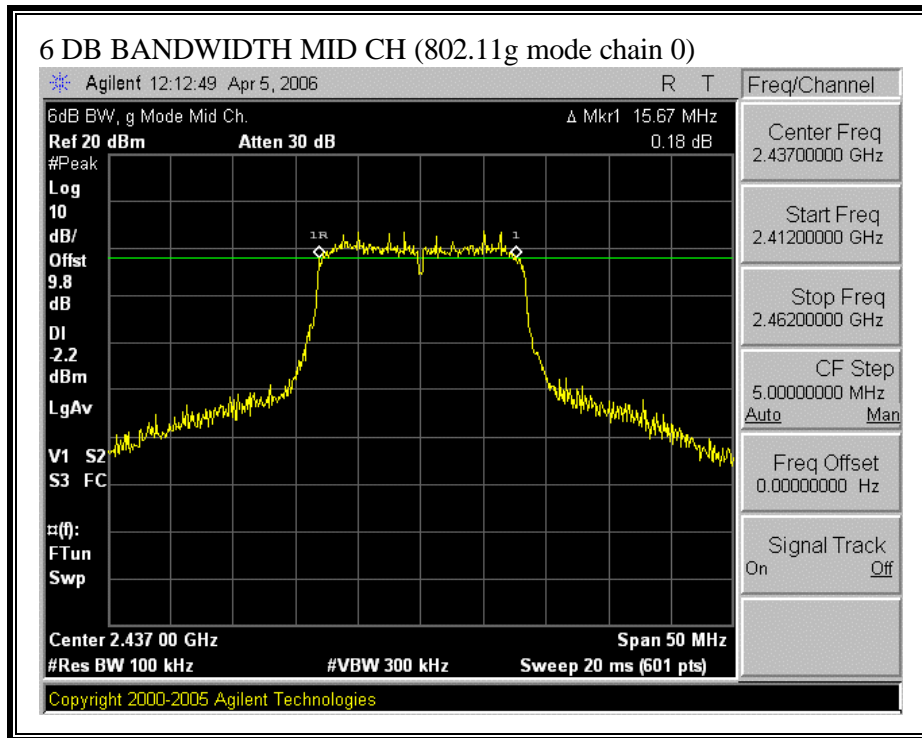 6 DB BANDWIDTH MID CH (802.11g mode chain 0)
Agilent 12:12:49 Apr 5, 2006 R T
Freq/Channel
6dB BW, g Mode Mid Ch. Δ Mkr1 15.67 MHz
Ref 20 dBm Atten 30 dB 0.18 dB
#Peak
Log
10
dB/
Offst
9.8
dB
DI
-2.2
dBm
LgAv
V1 S2
S3 FC
¤(f):
FTun
Swp
1R
1
Center 2.437 00 GHz Span 50 MHz
#Res BW 100 kHz #VBW 300 kHz Sweep 20 ms (601 pts)
Center Freq
2.43700000 GHz
Start Freq
2.41200000 GHz
Stop Freq
2.46200000 GHz
CF Step
5.00000000 MHz
Auto Man
Freq Offset
0.00000000 Hz
Signal Track
On Off
Copyright 2000-2005 Agilent Technologies